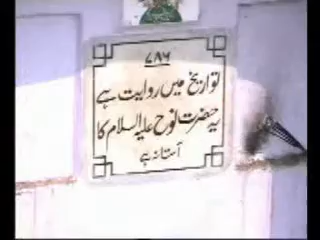 ۷۸۶
تواریخ میں روایت ہے
یہ حضرت نوح علیہ السلام کا
آستانہ ہے